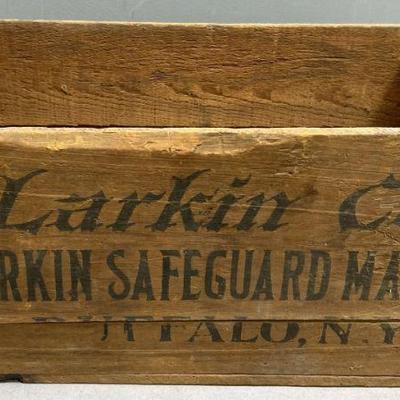 Larkin C
RKIN SAFEGUARD MA
BUFFALO, N.Y